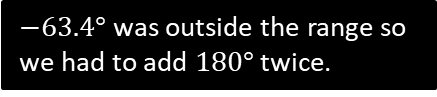 −63.4° was outside the range so
we had to add 180° twice.